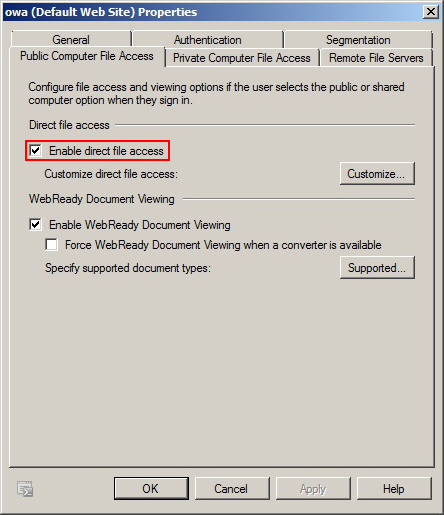 owa (Default Web Site) Properties
General Authentication Segmentation
Public Computer File Access Private Computer File Access Remote File Servers
Configure file access and viewing options if the user selects the public or shared
computer option when they sign in.
Direct file access
Enable direct file access
Customize direct file access: Customize...
WebReady Document Viewing
Enable WebReady Document Viewing
Force WebReady Document Viewing when a converter is available
Specify supported document types: Supported...
OK Cancel Apply Help